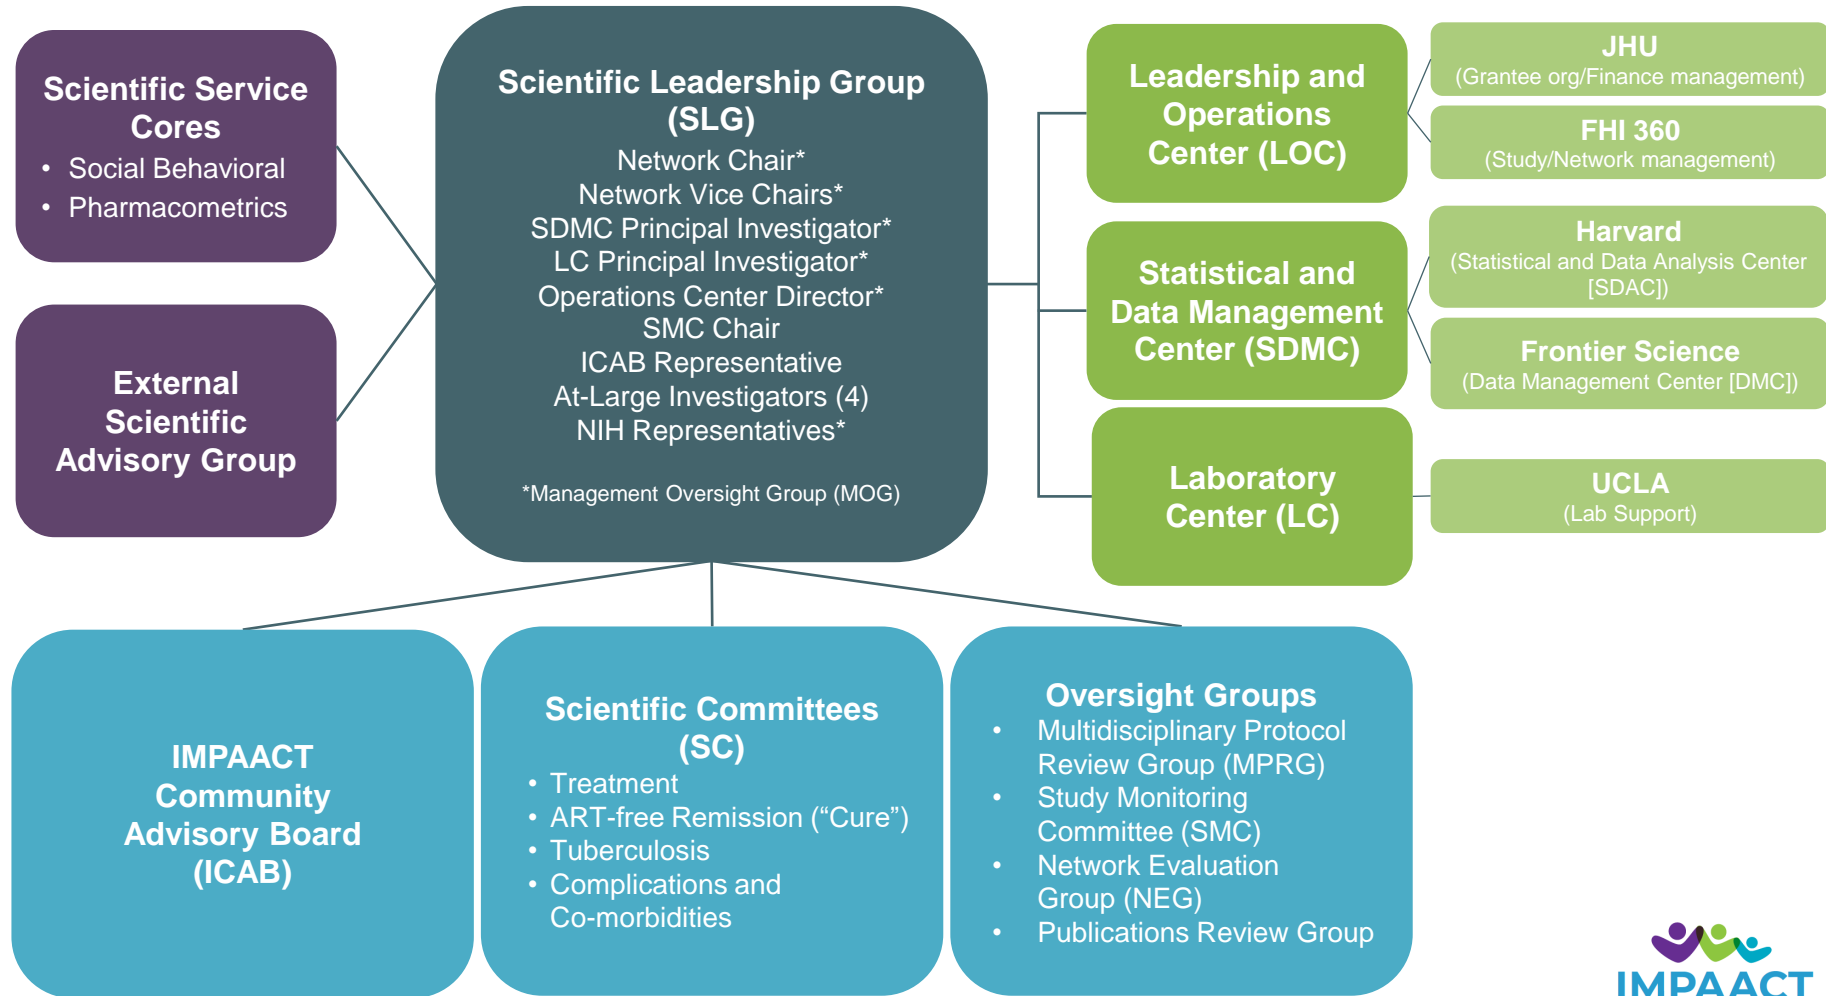 Scientific Service
Cores
• Social Behavioral
• Pharmacometrics
External
Scientific
Advisory Group
Scientific Leadership Group
(SLG)
Network Chair*
Network Vice Chairs*
SDMC Principal Investigator*
LC Principal Investigator*
Operations Center Director*
SMC Chair
ICAB Representative
At-Large Investigators (4)
NIH Representatives*
*Management Oversight Group (MOG)
Leadership and
Operations
Center (LOC)
JHU
(Grantee org/Finance management)
FHI 360
(Study/Network management)
Statistical and
Data Management
Center (SDMC)
Harvard
(Statistical and Data Analysis Center
[SDAC])
Frontier Science
(Data Management Center [DMC])
Laboratory
Center (LC)
UCLA
(Lab Support)
IMPAACT
Community
Advisory Board
(ICAB)
Scientific Committees
(SC)
• Treatment
• ART-free Remission (“Cure”)
• Tuberculosis
• Complications and
Co-morbidities
Oversight Groups
• Multidisciplinary Protocol
Review Group (MPRG)
• Study Monitoring
Committee (SMC)
• Network Evaluation
Group (NEG)
• Publications Review Group
IMPAACT